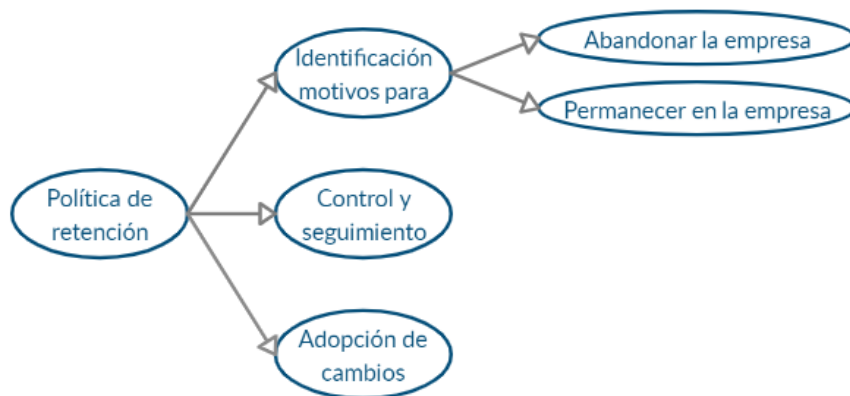 Identificación
motivos para
Abandonar la empresa
Permanecer en la empresa
Política de
retención
Control y
seguimiento
Adopción de
cambios